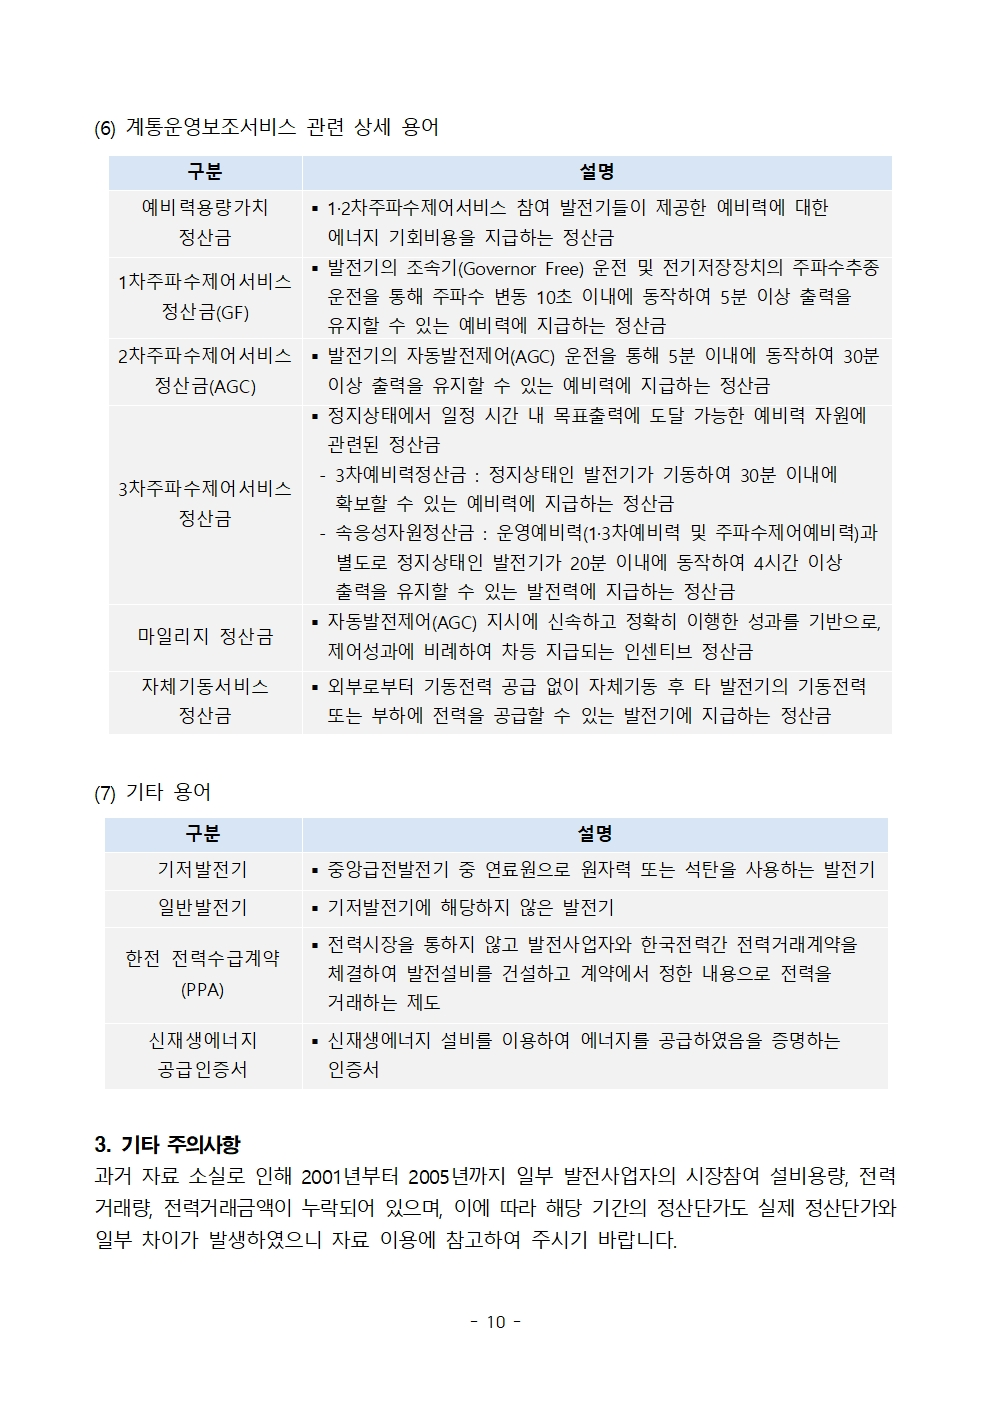 (6) 계통운영보조서비스 관련 상세 용어
구분 설명
예비력용량가치
정산금
▪ 1·2차주파수제어서비스 참여 발전기들이 제공한 예비력에 대한
에너지 기회비용을 지급하는 정산금
1차주파수제어서비스
정산금(GF)
▪ 발전기의 조속기(Governor Free) 운전 및 전기저장장치의 주파수추종
운전을 통해 주파수 변동 10초 이내에 동작하여 5분 이상 출력을
유지할 수 있는 예비력에 지급하는 정산금
2차주파수제어서비스
정산금(AGC)
▪ 발전기의 자동발전제어(AGC) 운전을 통해 5분 이내에 동작하여 30분
이상 출력을 유지할 수 있는 예비력에 지급하는 정산금
3차주파수제어서비스
정산금
▪ 정지상태에서 일정 시간 내 목표출력에 도달 가능한 예비력 자원에
관련된 정산금
- 3차예비력정산금 : 정지상태인 발전기가 기동하여 30분 이내에
확보할 수 있는 예비력에 지급하는 정산금
- 속응성자원정산금 : 운영예비력(1·3차예비력 및 주파수제어예비력)과
별도로 정지상태인 발전기가 20분 이내에 동작하여 4시간 이상
출력을 유지할 수 있는 발전력에 지급하는 정산금
마일리지 정산금
▪ 자동발전제어(AGC) 지시에 신속하고 정확히 이행한 성과를 기반으로,
제어성과에 비례하여 차등 지급되는 인센티브 정산금
자체기동서비스
정산금
▪ 외부로부터 기동전력 공급 없이 자체기동 후 타 발전기의 기동전력
또는 부하에 전력을 공급할 수 있는 발전기에 지급하는 정산금
(7) 기타 용어
구분 설명
기저발전기
▪ 중앙급전발전기 중 연료원으로 원자력 또는 석탄을 사용하는 발전기
일반발전기
▪ 기저발전기에 해당하지 않은 발전기
한전 전력수급계약
(PPA)
▪ 전력시장을 통하지 않고 발전사업자와 한국전력간 전력거래계약을
체결하여 발전설비를 건설하고 계약에서 정한 내용으로 전력을
거래하는 제도
신재생에너지
공급인증서
▪ 신재생에너지 설비를 이용하여 에너지를 공급하였음을 증명하는
인증서
3. 기타 주의사항
과거 자료 소실로 인해 2001년부터 2005년까지 일부 발전사업자의 시장참여 설비용량, 전력
거래량, 전력거래금액이 누락되어 있으며, 이에 따라 해당 기간의 정산단가도 실제 정산단가와
일부 차이가 발생하였으니 자료 이용에 참고하여 주시기 바랍니다.
- 10 -